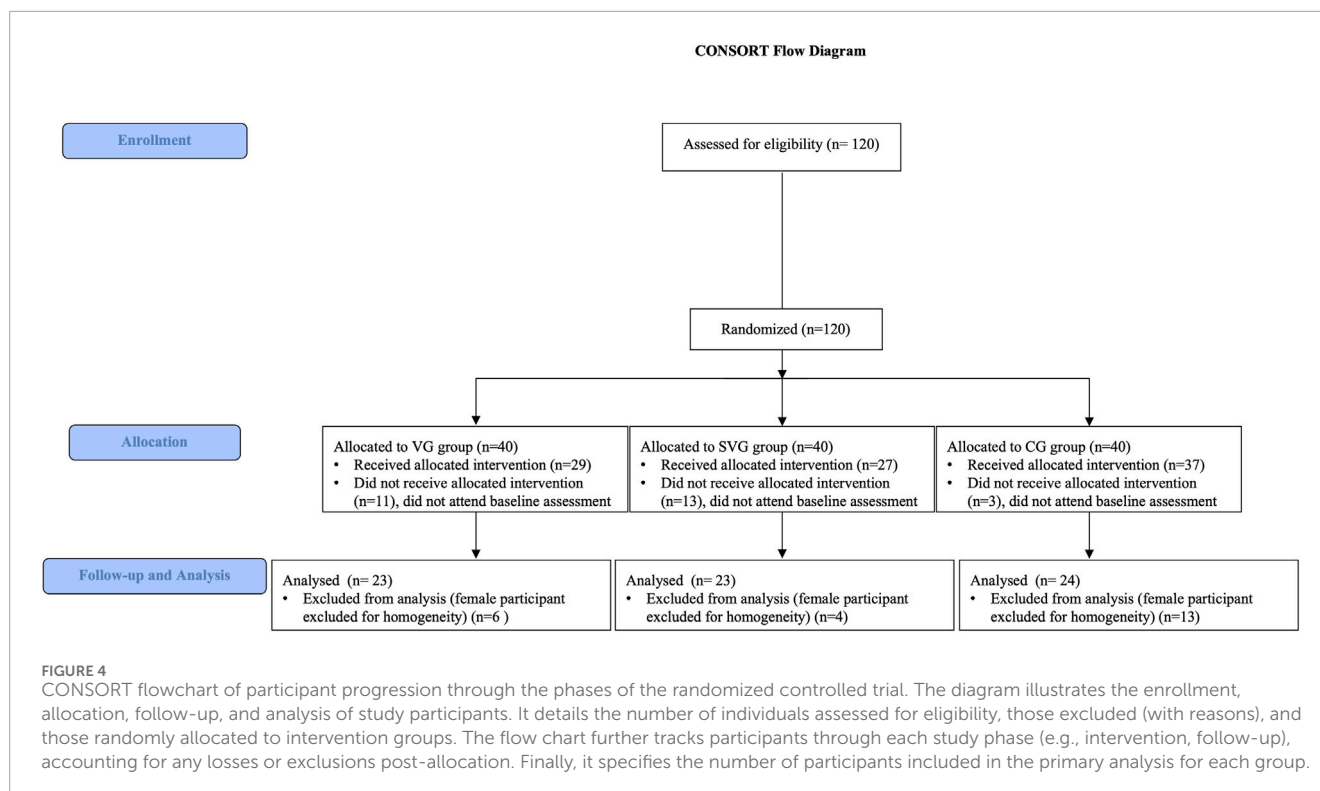 CONSORT Flow Diagram
Enrollment
Assessed for eligibility (n= 120)
Randomized (n=120)
Allocation
Allocated to VG group (n=40)
• Received allocated intervention (n=29)
• Did not receive allocated intervention
(n=11), did not attend baseline assessment
Allocated to SVG group (n=40)
• Received allocated intervention (n=27)
• Did not receive allocated intervention
(n=13), did not attend baseline assessment
Allocated to CG group (n=40)
• Received allocated intervention (n=37)
• Did not receive allocated intervention
(n=3), did not attend baseline assessment
Follow-up and Analysis
Analysed (n= 23)
• Excluded from analysis (female participant
excluded for homogeneity) (n=6 )
Analysed (n= 23)
• Excluded from analysis (female participant
excluded for homogeneity) (n=4)
Analysed (n= 24)
• Excluded from analysis (female participant
excluded for homogeneity) (n=13)
FIGURE 4
CONSORT flowchart of participant progression through the phases of the randomized controlled trial. The diagram illustrates the enrollment,
allocation, follow-up, and analysis of study participants. It details the number of individuals assessed for eligibility, those excluded (with reasons), and
those randomly allocated to intervention groups. The flow chart further tracks participants through each study phase (e.g., intervention, follow-up),
accounting for any losses or exclusions post-allocation. Finally, it specifies the number of participants included in the primary analysis for each group.